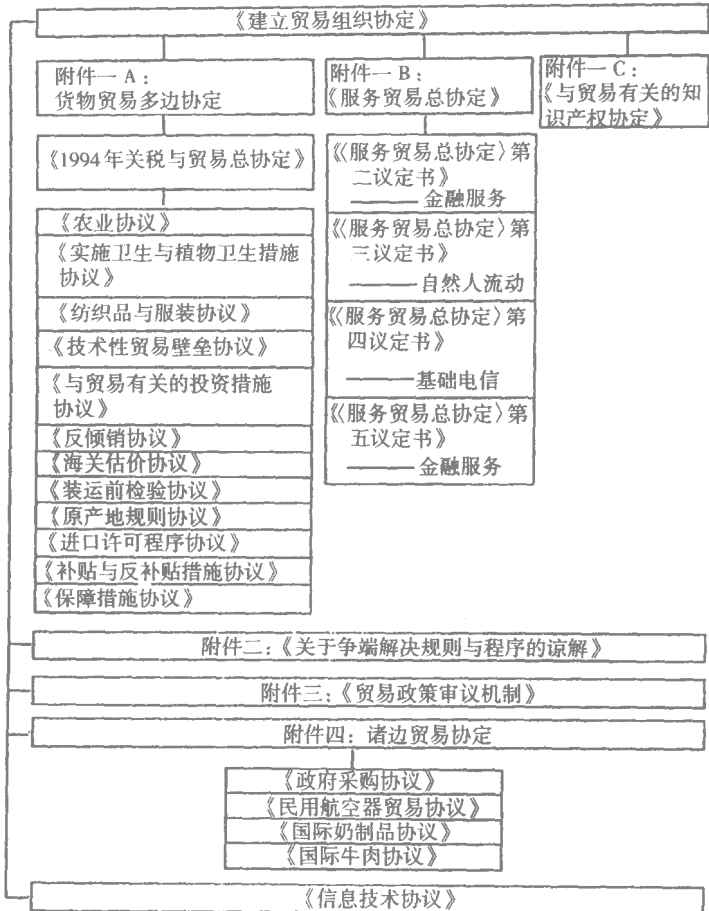 《建立贸易组织协定》
附件一 A:
货物贸易多边协定
《1994年关税与贸易总协定》
《农业协议》
《实施卫生与植物卫生措施
协议》
《纺织品与服装协议》
《技术性贸易壁垒协议》
《与贸易有关的投资措施
协议》
《反倾销协议》
《海关估价协议》
《装运前检验协议》
《原产地规则协议》
《进口许可程序协议》
《补贴与反补贴措施协议》
《保障措施协议》
附件一 B:
《服务贸易总协定》
《〈服务贸易总协定〉第
二议定书》
——— 金融服务
《〈服务贸易总协定〉第
三议定书》
———自然人流动
《〈服务贸易总协定〉第
四议定书》
———基础电信
《〈服务贸易总协定〉第
五议定书》
——— 金融服务
附件一 C:
《与贸易有关的知
识产权协定》
附件二:《关于争端解决规则与程序的谅解》
附件三:《贸易政策审议机制》
附件四: 诸边贸易协定
《政府采购协议》
《民用航空器贸易协议》
《国际奶制品协议》
《国际牛肉协议》
《信息技术协议》